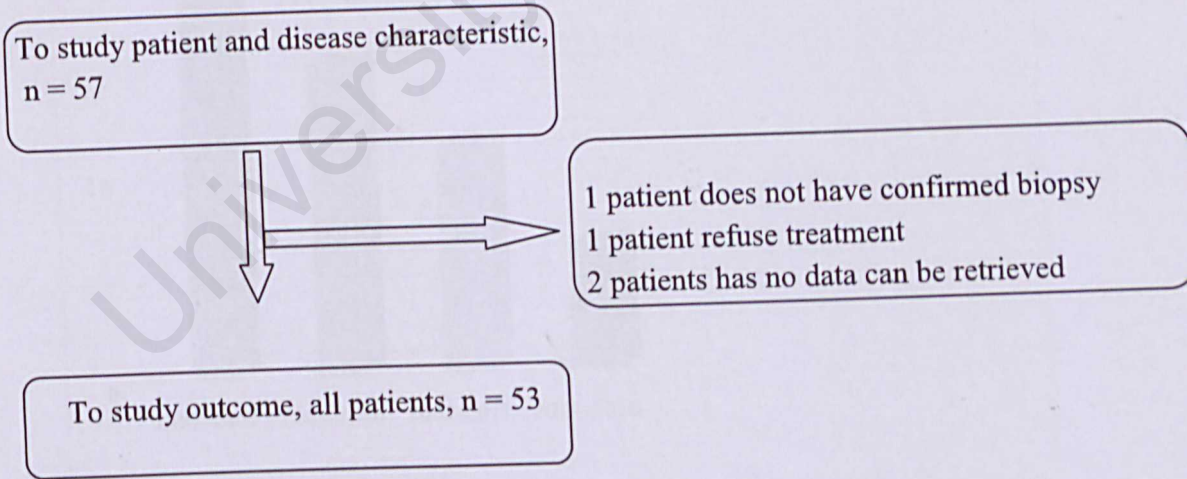 University
To study patient and disease characteristic,
n = 57
1 patient does not have confirmed biopsy
1 patient refuse treatment
2 patients has no data can be retrieved
To study outcome, all patients, n = 53